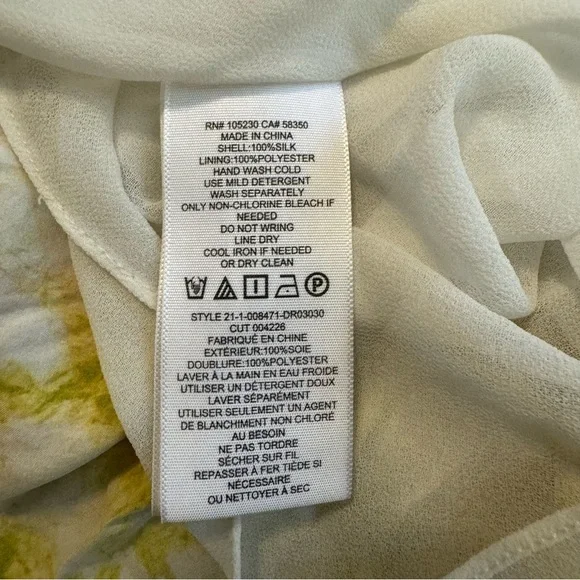 RN# 105230 CA# 58350
MADE IN CHINA
SHELL:100%SILK
LINING:100%POLYESTER
HAND WASH COLD
USE MILD DETERGENT
WASH SEPARATELY
ONLY NON-CHLORINE BLEACH IF
NEEDED
DO NOT WRING
LINE DRY
COOL IRON IF NEEDED
OR DRY CLEAN
P
STYLE 21-1-008471-DR03030
CUT 004226
FABRIQUÉ EN CHINE
EXTÉRIEUR:100%SOIE
DOUBLURE:100%POLYESTER
LAVER À LA MAIN EN EAU FROIDE
UTILISER UN DÉTERGENT DOUX
LAVER SÉPARÉMENT
UTILISER SEULEMENT UN AGENT
DE BLANCHIMENT NON CHLORÉ
AU BESOIN
NE PAS TORDRE
SÉCHER SUR FIL
REPASSER À FER TIÈDE SI
NÉCESSAIRE
OU NETTOYER À SEC